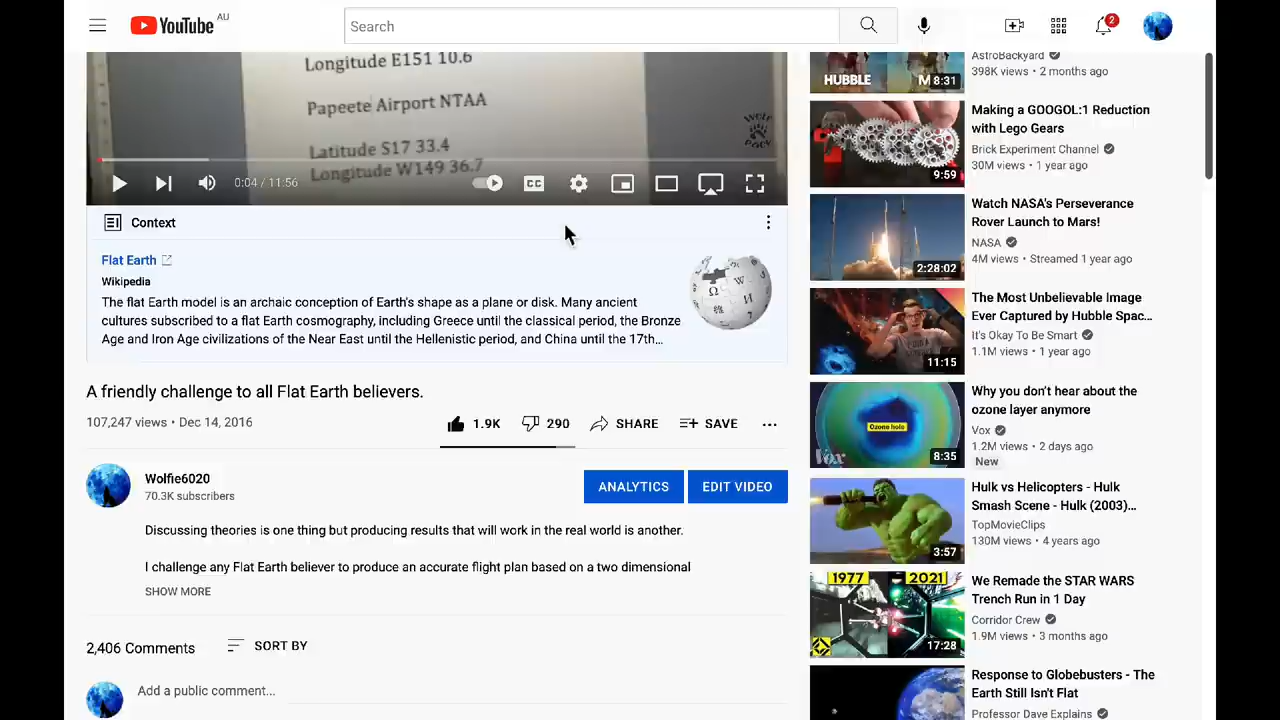 YouTube AU
Search
2
Longitude E151 10.6
Papeete Airport NTAA
Latitude S17 33.4
Longitude W149 36.7
Wolfe
Pack
0:04 / 11:56
CC
Context
Flat Earth
Wikipedia
The flat Earth model is an archaic conception of Earth's shape as a plane or disk. Many ancient
cultures subscribed to a flat Earth cosmography, including Greece until the classical period, the Bronze
Age and Iron Age civilizations of the Near East until the Hellenistic period, and China until the 17th...
A friendly challenge to all Flat Earth believers.
107,247 views • Dec 14, 2016
1.9K
290
SHARE
SAVE
Wolfie6020
70.3K subscribers
ANALYTICS
EDIT VIDEO
Discussing theories is one thing but producing results that will work in the real world is another.
I challenge any Flat Earth believer to produce an accurate flight plan based on a two dimensional
SHOW MORE
2,406 Comments
SORT BY
Add a public comment...
HUBBLE
8:31
AstroBackyard
398K views • 2 months ago
9:59
Making a GOOGOL:1 Reduction
with Lego Gears
Brick Experiment Channel
30M views • 1 year ago
2:28:02
Watch NASA's Perseverance
Rover Launch to Mars!
NASA
4M views • Streamed 1 year ago
11:15
The Most Unbelievable Image
Ever Captured by Hubble Spac...
It's Okay To Be Smart
1.1M views • 1 year ago
Ozone hole
Vox
8:35
Why you don't hear about the
ozone layer anymore
Vox
1.2M views • 2 days ago
New
3:57
Hulk vs Helicopters - Hulk
Smash Scene - Hulk (2003)...
TopMovieClips
130M views • 4 years ago
1977
2021
17:28
We Remade the STAR WARS
Trench Run in 1 Day
Corridor Crew
1.9M views • 3 months ago
Response to Globebusters - The
Earth Still Isn't Flat
Professor Dave Explains